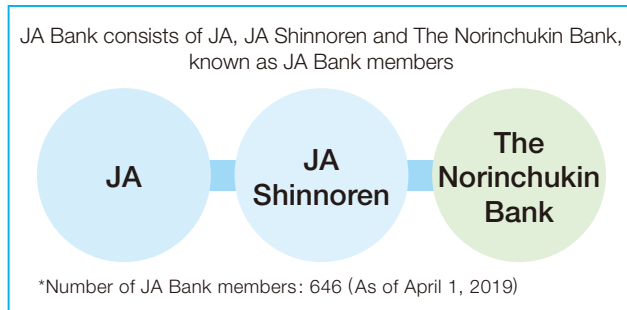 JA Bank consists of JA, JA Shinnoren and The Norinchukin Bank,
known as JA Bank members
JA
JA
Shinnoren
The
Norinchukin
Bank
*Number of JA Bank members: 646 (As of April 1, 2019)